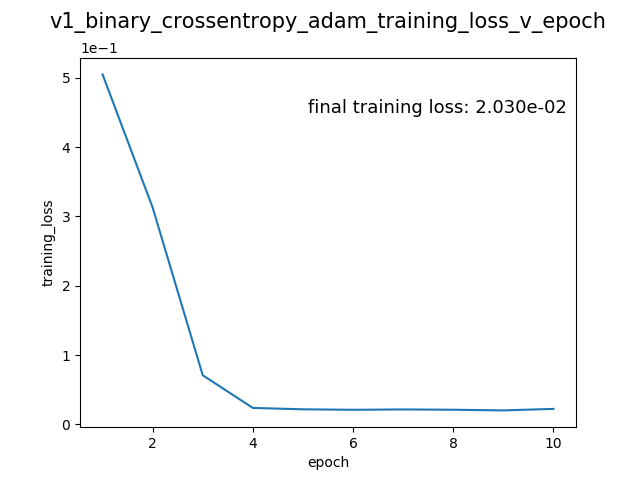 v1_binary_crossentropy_adam_training_loss_v_epoch
1e−1
final training loss: 2.030e-02
5
4
3
2
1
0
training_loss
2 4 6 8 10
epoch